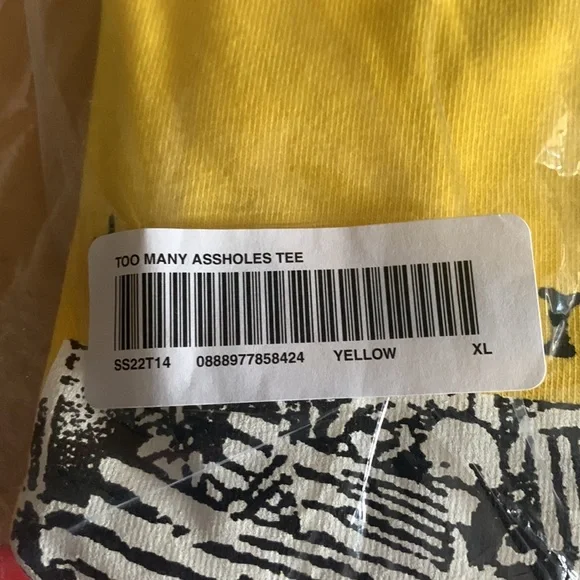 TOO MANY ASSHOLES TEE
SS22T14 0888977858424 YELLOW XL